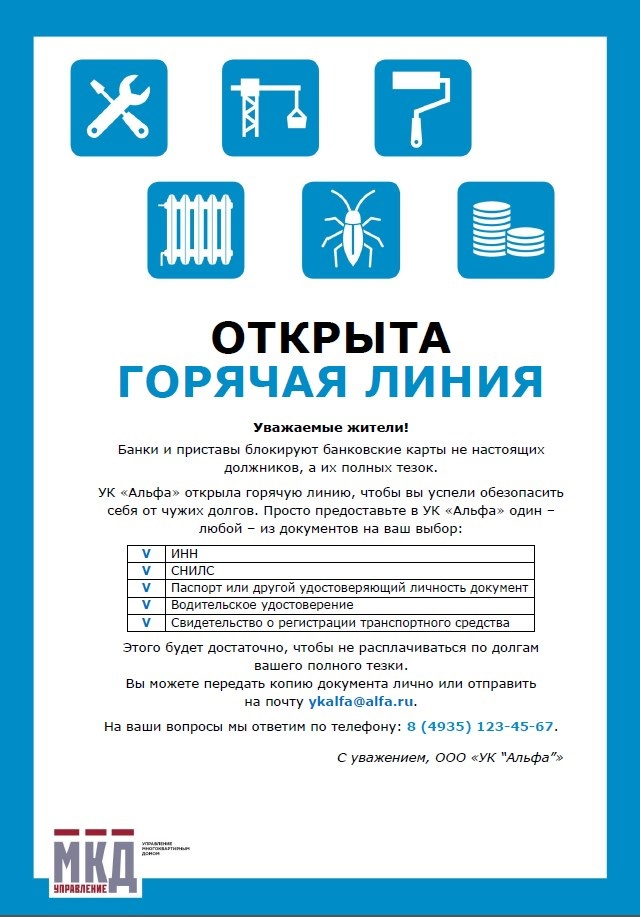 ОТКРЫТА
ГОРЯЧАЯ ЛИНИЯ
Уважаемые жители!
Банки и приставы блокируют банковские карты не настоящих
должников, а их полных тезок.
УК «Альфа» открыла горячую линию, чтобы вы успели обезопасить
себя от чужих долгов. Просто предоставьте в УК «Альфа» один –
любой – из документов на ваш выбор:
V ИНН
V СНИЛС
V Паспорт или другой удостоверяющий личность документ
V Водительское удостоверение
V Свидетельство о регистрации транспортного средства
Этого будет достаточно, чтобы не расплачиваться по долгам
вашего полного тезки.
Вы можете передать копию документа лично или отправить
на почту ykalfa@alfa.ru.
На ваши вопросы мы ответим по телефону: 8 (4935) 123-45-67.
С уважением, ООО «УК "Альфа"»
МКД
УПРАВЛЕНИЕ
УПРАВЛЕНИЕ
МНОГОКВАРТИРНЫМ
ДОМОМ